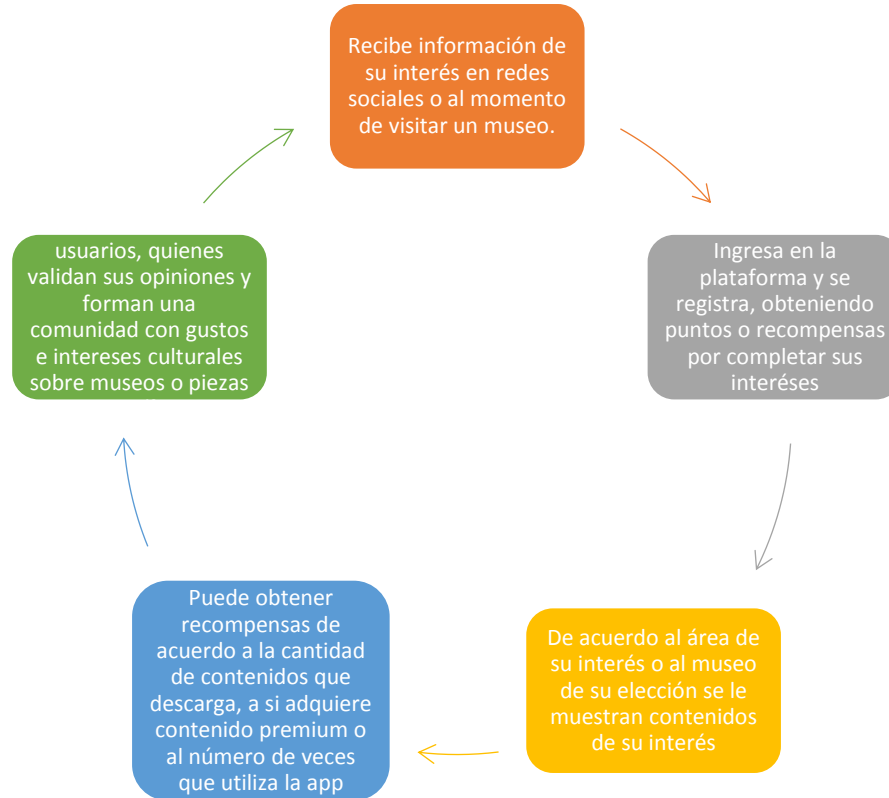 Recibe información de
su interés en redes
sociales o al momento
de visitar un museo.
Ingresa en la
plataforma y se
registra, obteniendo
puntos o recompensas
por completar sus
interéses
De acuerdo al área de
su interés o al museo
de su elección se le
muestran contenidos
de su interés
Puede obtener
recompensas de
acuerdo a la cantidad
de contenidos que
descarga, a si adquiere
contenido premium o
al número de veces
que utiliza la app
usuarios, quienes
validan sus opiniones y
forman una
comunidad con gustos
e intereses culturales
sobre museos o piezas